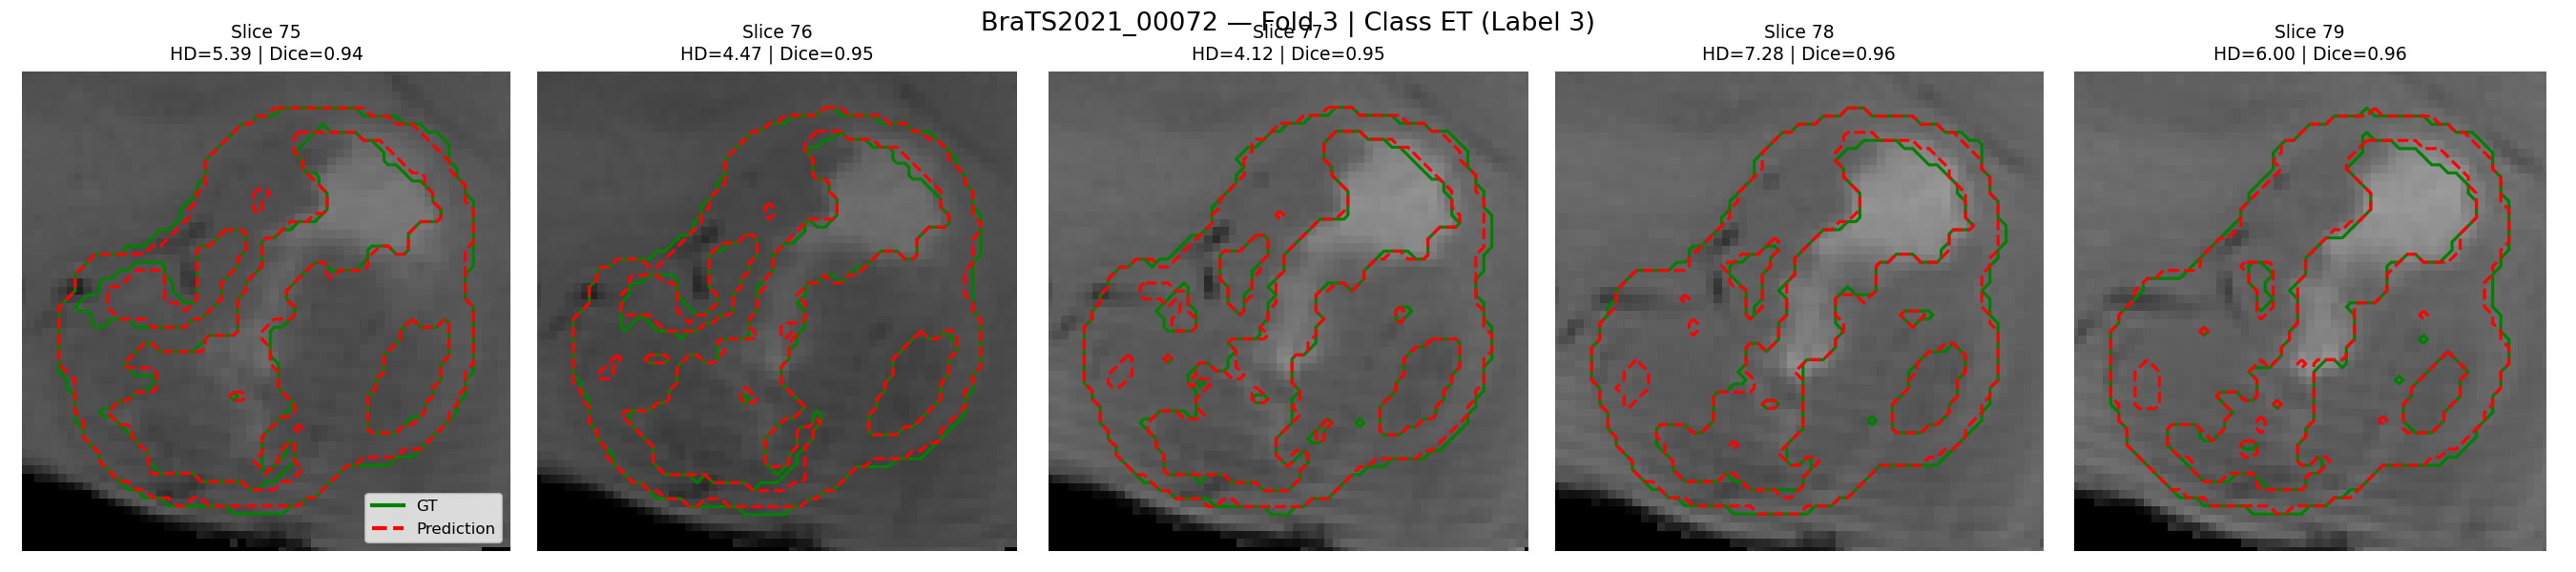 BraTS2021_00072 — Fold 3 | Class ET (Label 3)
Slice 75
HD=5.39 | Dice=0.94
Slice 76
HD=4.47 | Dice=0.95
Slice 77
HD=4.12 | Dice=0.95
Slice 78
HD=7.28 | Dice=0.96
Slice 79
HD=6.00 | Dice=0.96
GT
Prediction